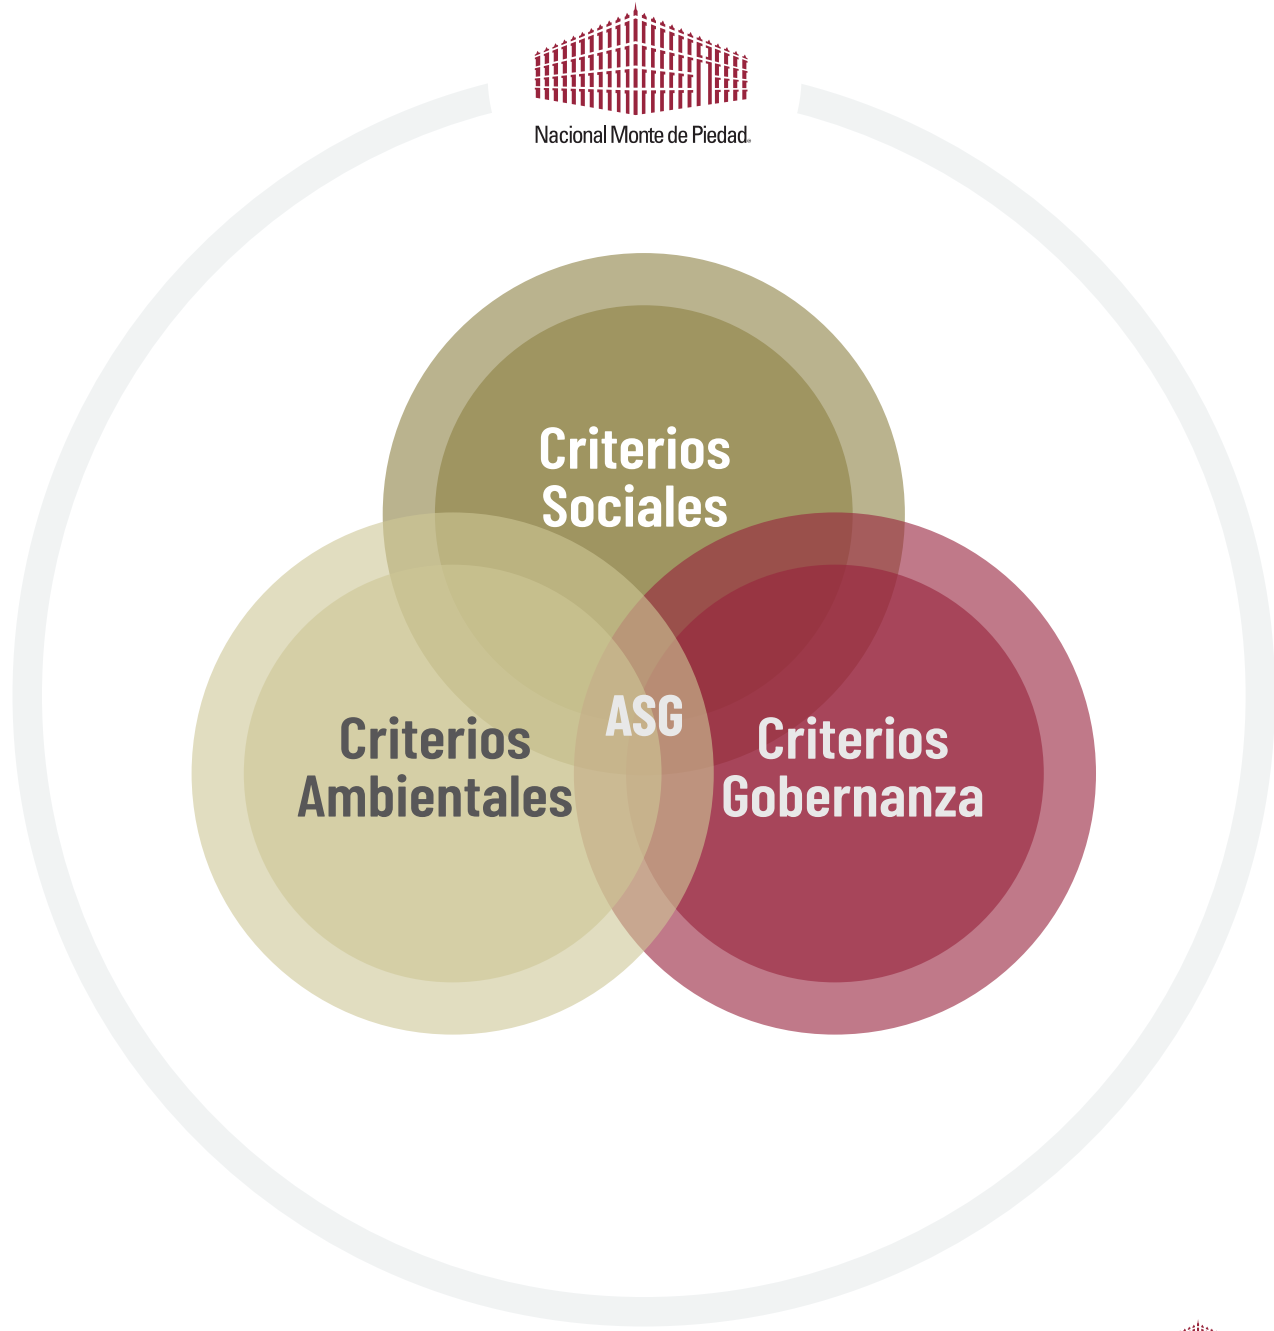 Nacional Monte de Piedad
Criterios
Sociales
ASG
Criterios
Ambientales
Criterios
Gobernanza